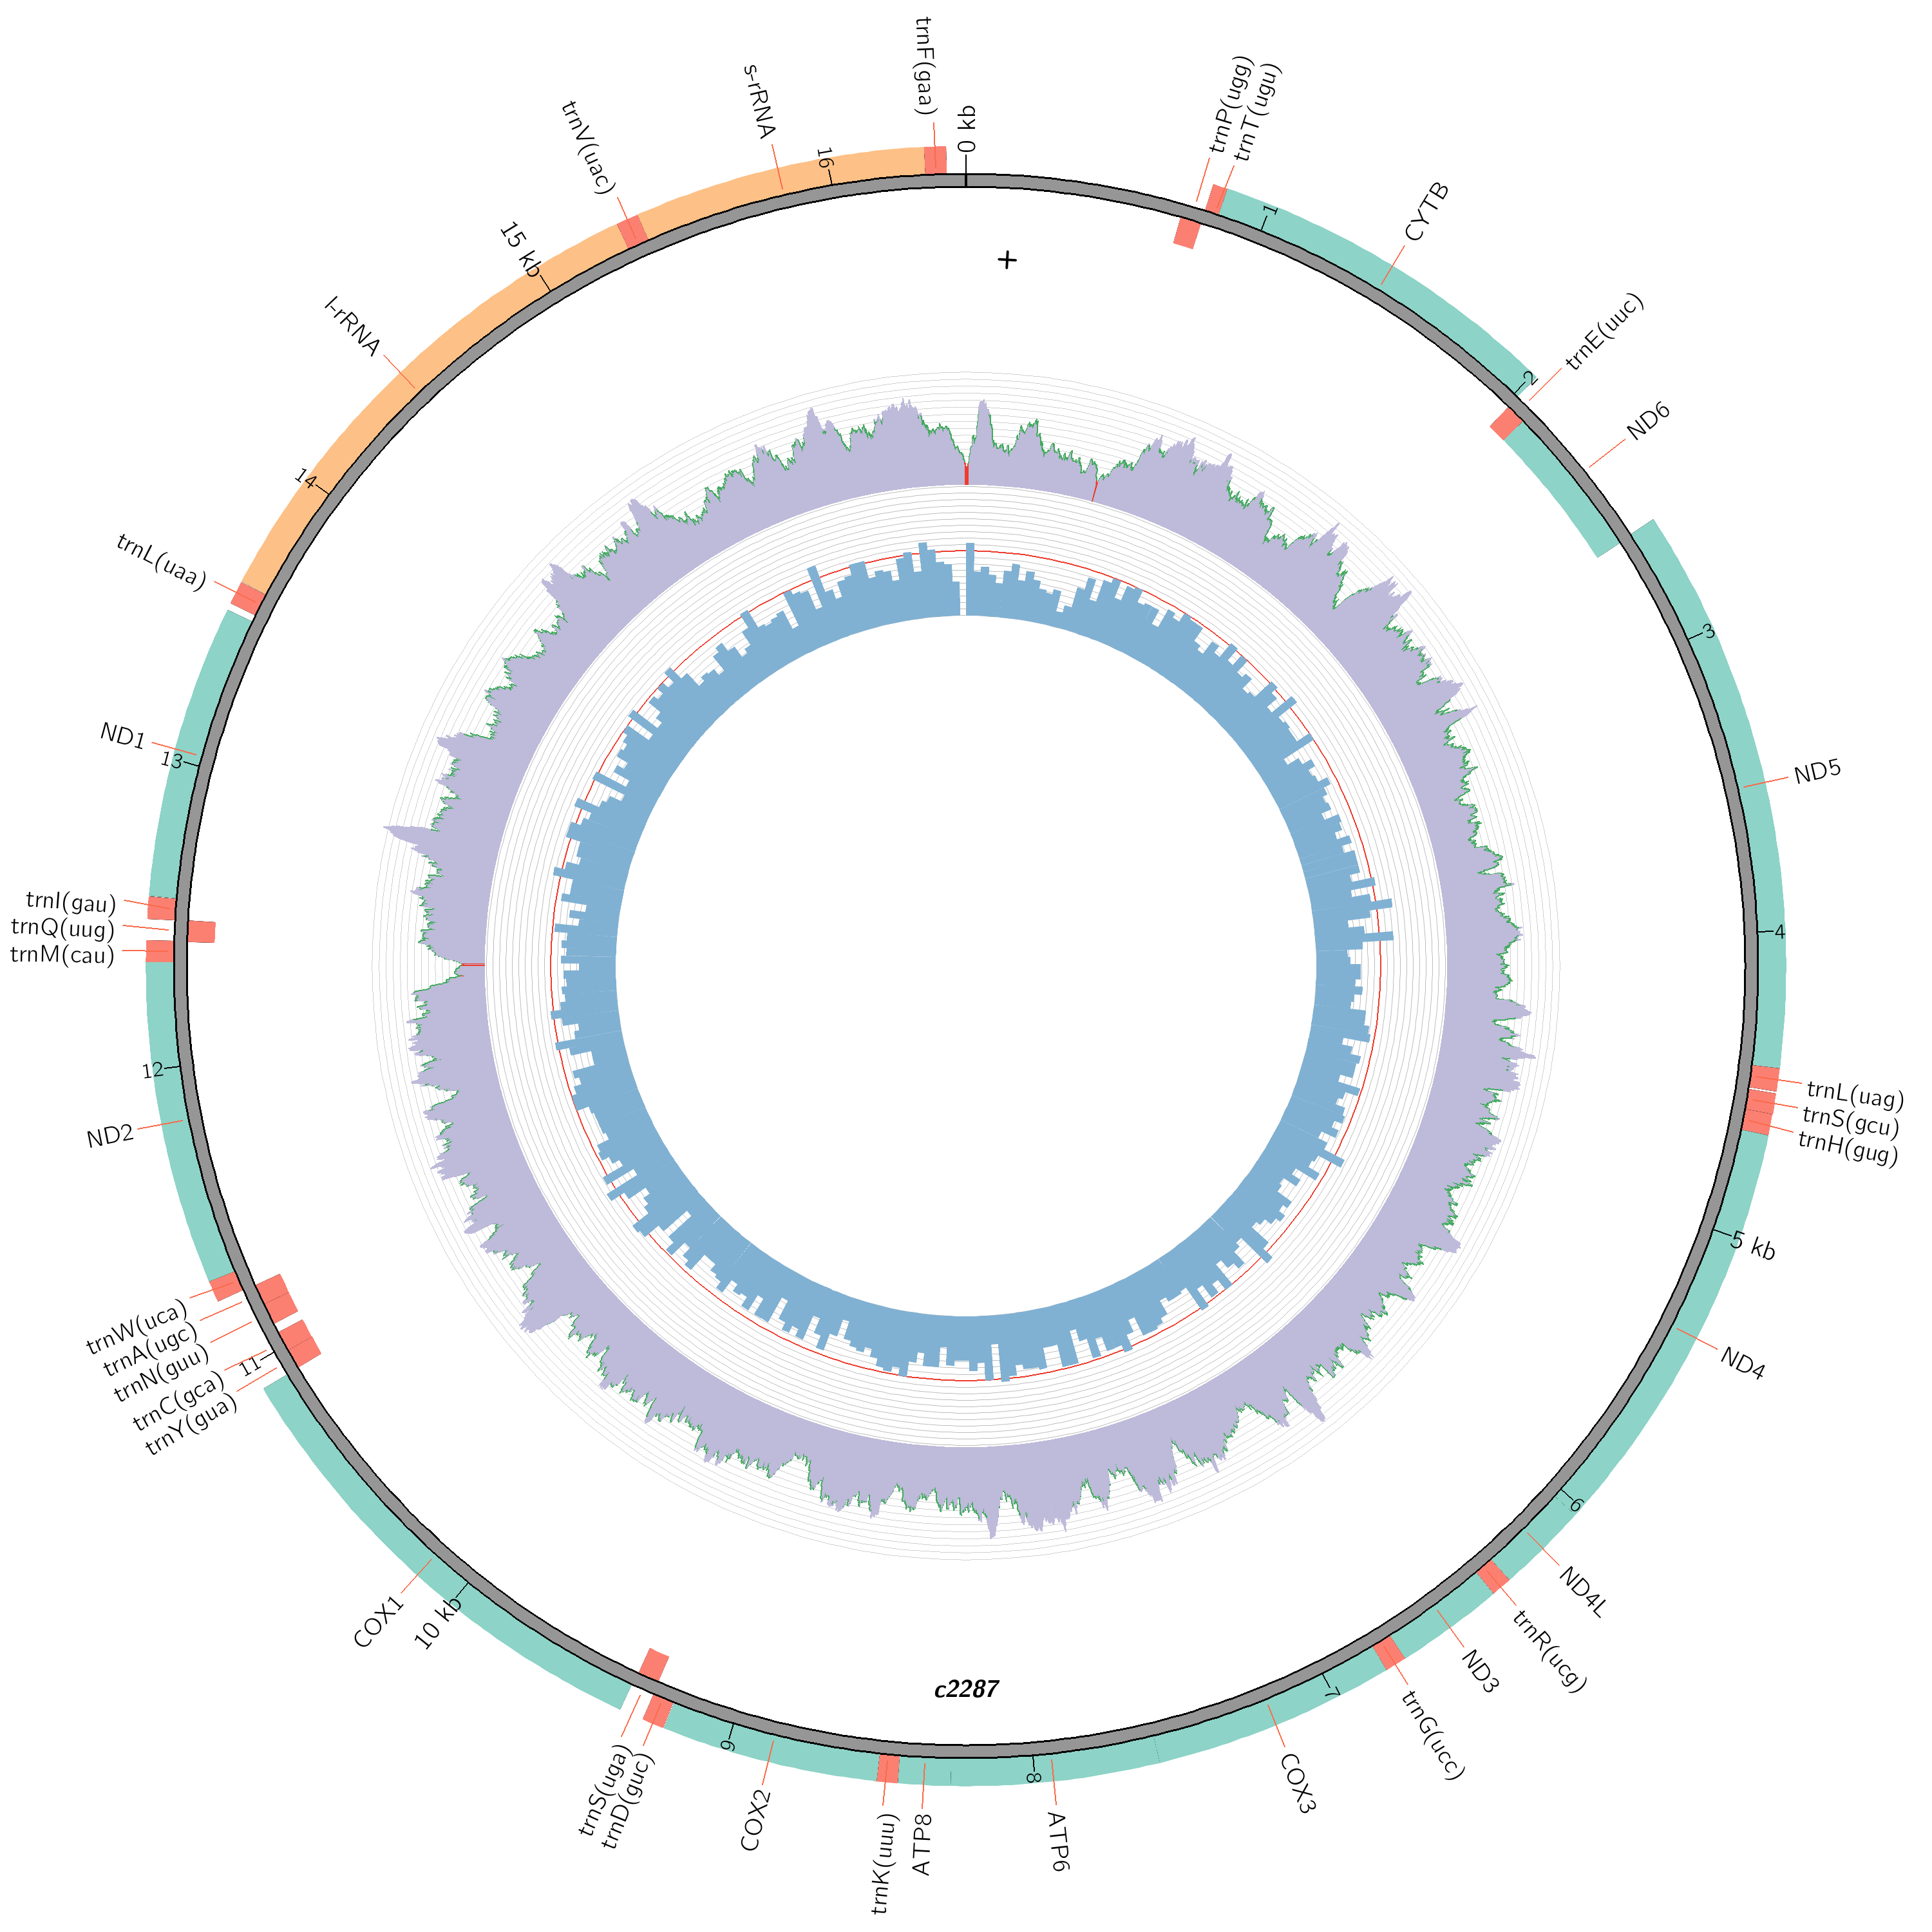 0 kb
trnP(ugg)
trnT(ugu)
1
CYTB
2
trnE(uuc)
ND6
3
ND5
4
trnL(uag)
trnS(gcu)
trnH(gug)
5 kb
ND4
6
ND4L
trnR(ucg)
ND3
trnG(ucc)
7
COX3
8
ATP6
ATP8
trnK(uuu)
COX2
9
trnD(guc)
trnS(uga)
10 kb
COX1
11
trnY(gua)
trnC(gca)
trnN(guu)
trnA(ugc)
trnW(uca)
ND2
12
trnM(cau)
trnQ(uug)
trnI(gau)
13
ND1
trnL(uaa)
14
l-rRNA
15 kb
trnV(uac)
s-rRNA
16
trnF(gaa)
+
c2287